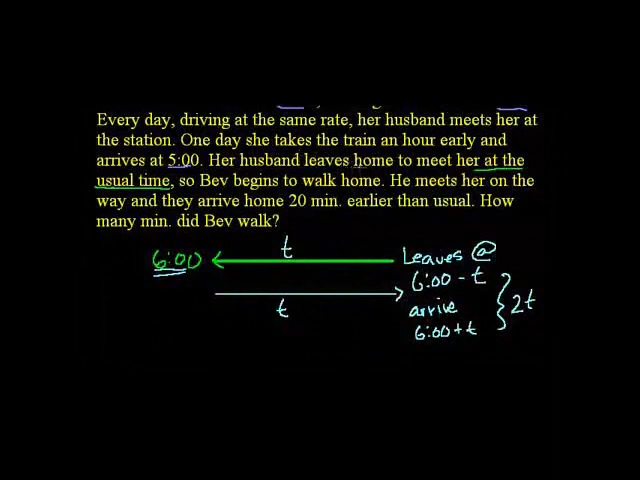 Every day, driving at the same rate, her husband meets her at
the station. One day she takes the train an hour early and
arrives at 5:00. Her husband leaves home to meet her at the
usual time, so Bev begins to walk home. He meets her on the
way and they arrive home 20 min. earlier than usual. How
many min. did Bev walk?
6:00 t Leaves @
6:00 - t
t arrive 2t
6:00 + t